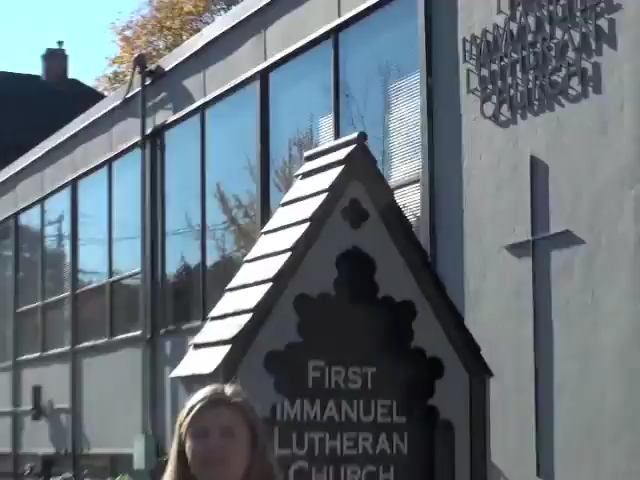 FIRST
IMMANUEL
LUTHERAN
CHURCH
IMMANUEL
LUTHERAN
CHURCH